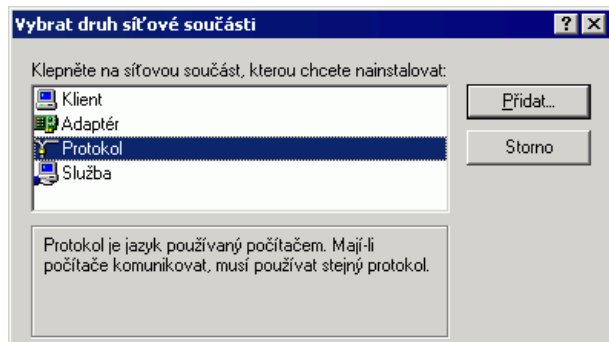 Vybrat druh síťové součásti
Klepněte na síťovou součást, kterou chcete nainstalovat:
Klient
Adaptér
Protokol
Služba
Přidat...
Storno
Protokol je jazyk používaný počítačem. Mají-li
počítače komunikovat, musí používat stejný protokol.